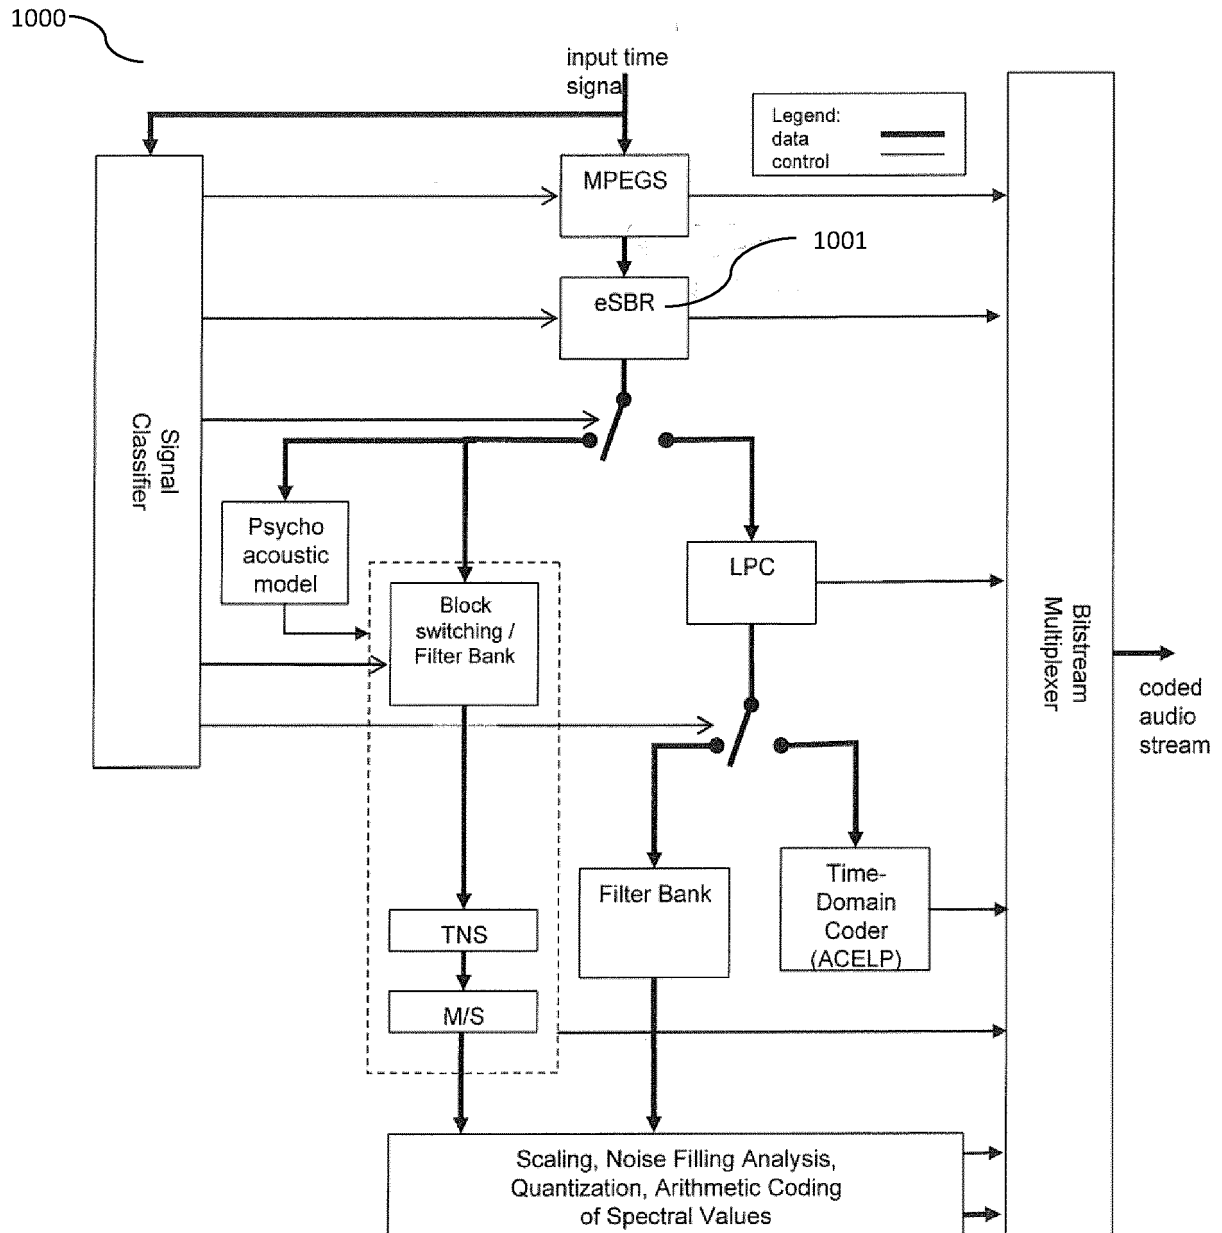 1000
input time
signal
Legend:
data
control
MPEGS
1001
eSBR
Signal
Classifier
Psycho
acoustic
model
LPC
Block
switching /
Filter Bank
Bitstream
Multiplexer
coded
audio
stream
Filter Bank
Time-
Domain
Coder
(ACELP)
TNS
M/S
Scaling, Noise Filling Analysis,
Quantization, Arithmetic Coding
of Spectral Values